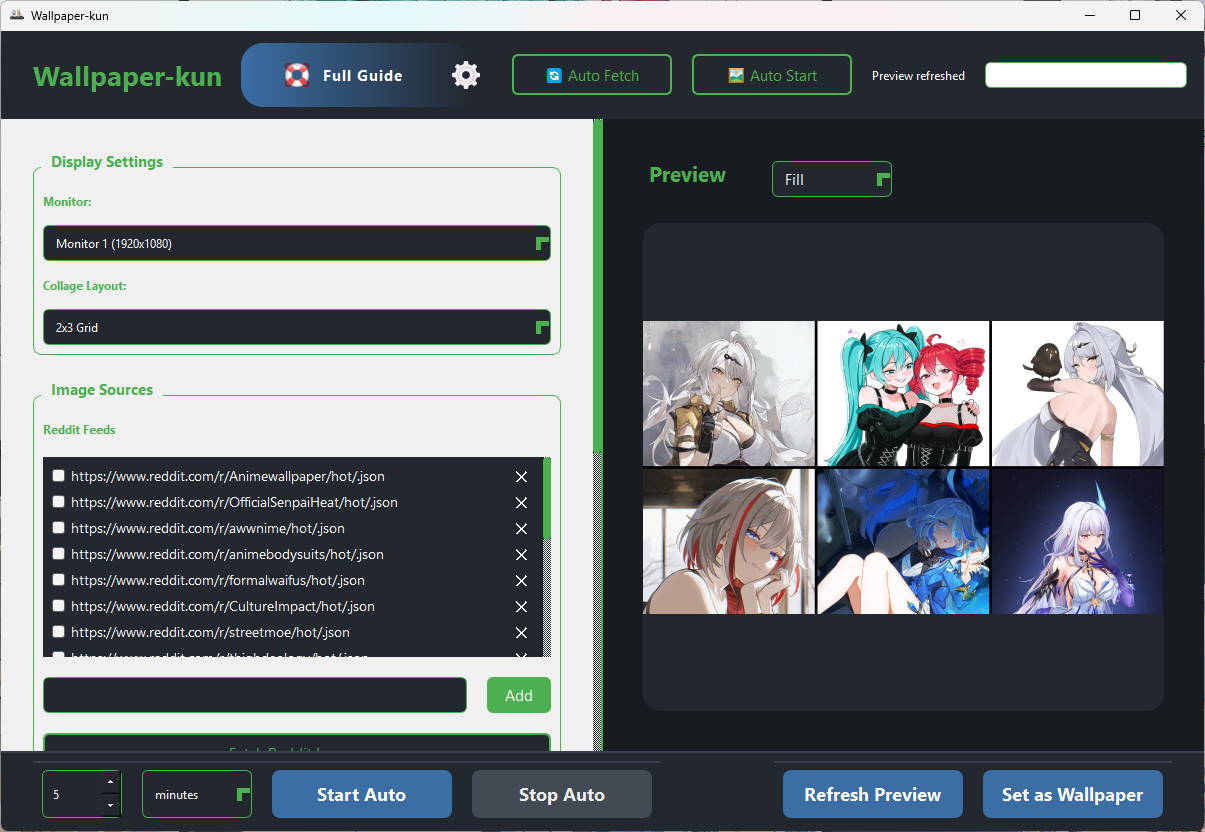 Wallpaper-kun
Wallpaper-kun
Full Guide
Auto Fetch
Auto Start
Preview refreshed
Display Settings
Monitor:
Monitor 1 (1920x1080)
Collage Layout:
2x3 Grid
Image Sources
Reddit Feeds
https://www.reddit.com/r/Animewallpaper/hot/.json
https://www.reddit.com/r/OfficialSenpaiHeat/hot/.json
https://www.reddit.com/r/awwnime/hot/.json
https://www.reddit.com/r/animebodysuits/hot/.json
https://www.reddit.com/r/formalwaifus/hot/.json
https://www.reddit.com/r/CultureImpact/hot/.json
https://www.reddit.com/r/streetmoe/hot/.json
Add
Preview
Fill
5
minutes
Start Auto
Stop Auto
Refresh Preview
Set as Wallpaper